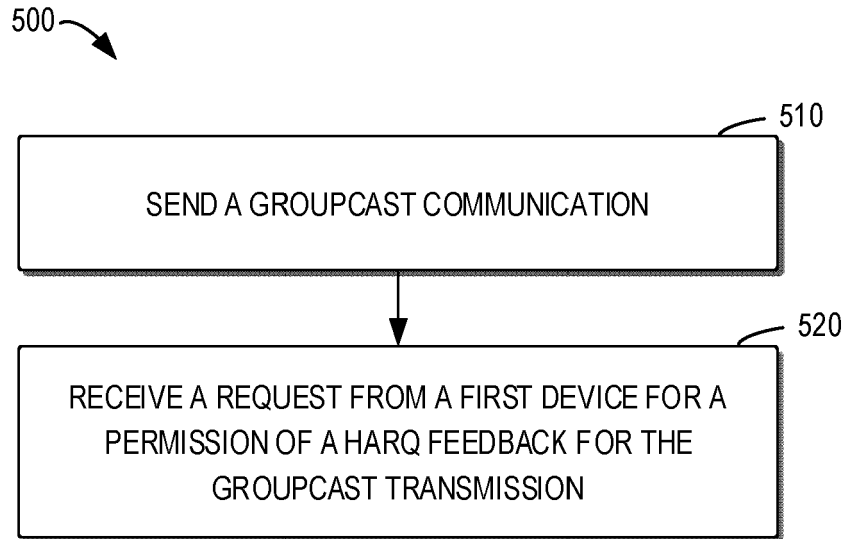 500
510
SEND A GROUPCAST COMMUNICATION
520
RECEIVE A REQUEST FROM A FIRST DEVICE FOR A
PERMISSION OF A HARQ FEEDBACK FOR THE
GROUPCAST TRANSMISSION